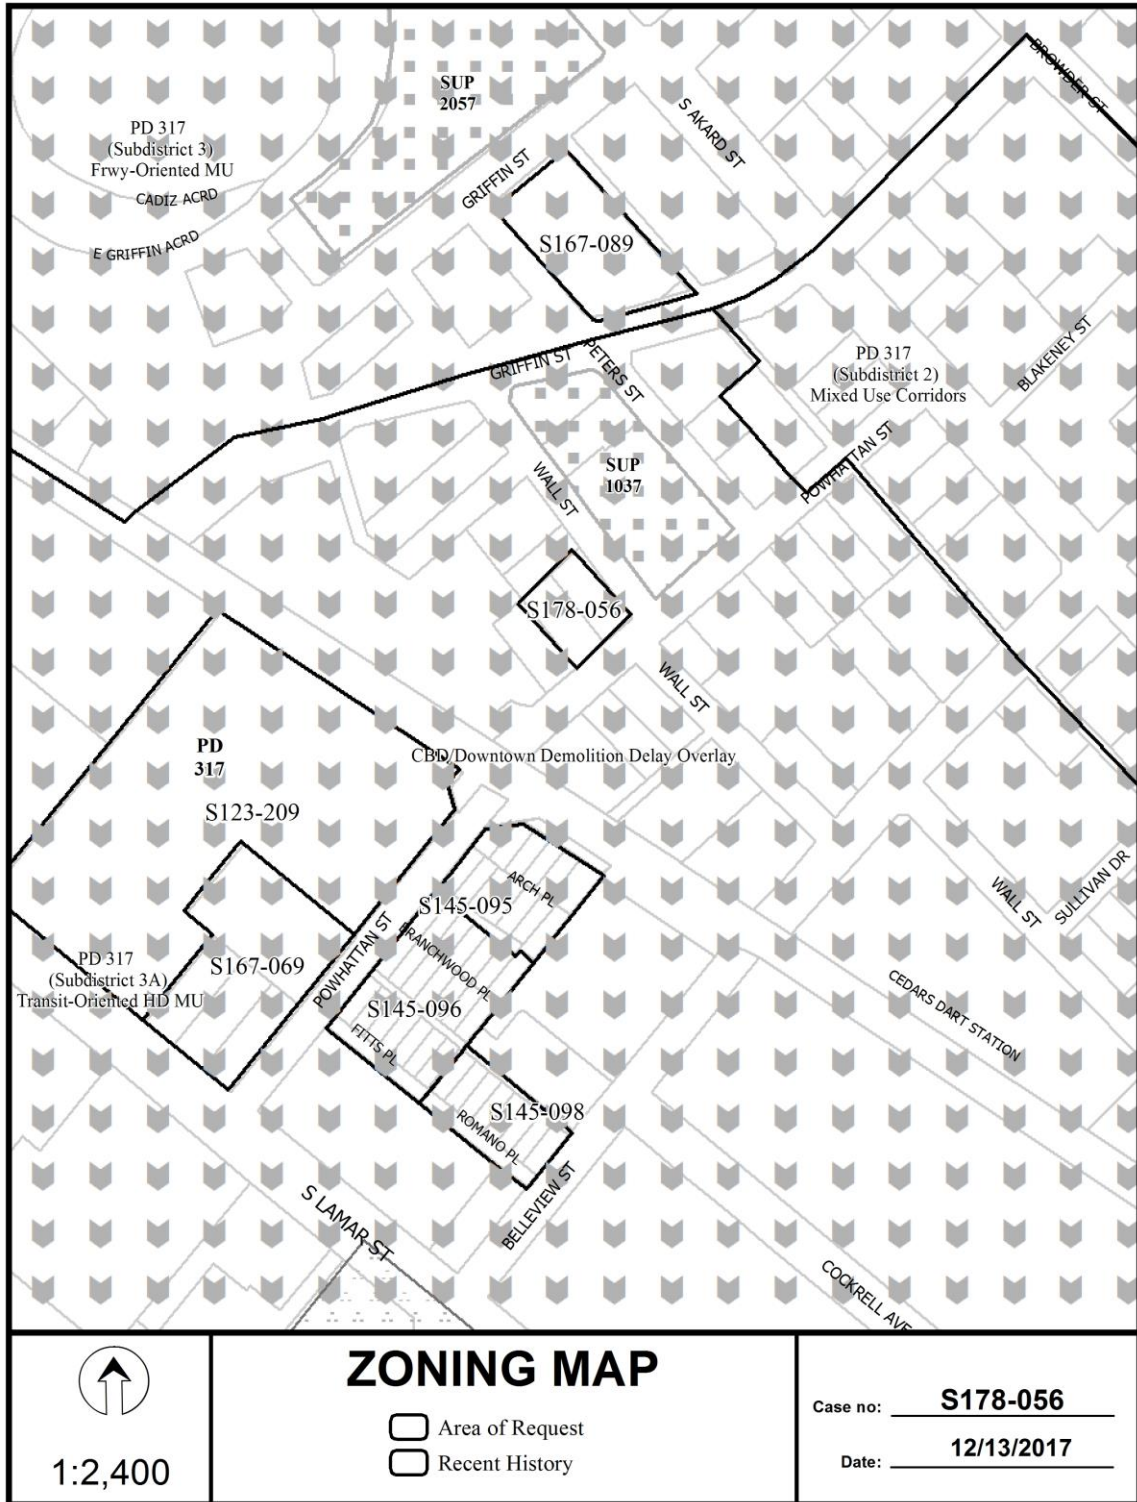 SUP
2057
BROWDER ST
S AKARD ST
PD 317
(Subdistrict 3)
Frwy-Oriented MU
GRIFFIN ST
CADIZ ACRD
E GRIFFIN ACRD
S167-089
GRIFFIN ST
PETERS ST
PD 317
(Subdistrict 2)
Mixed Use Corridors
BLAKENEY ST
POWHATTAN ST
WALL ST
SUP
1037
S178-056
WALL ST
PD
317
CBD/Downtown Demolition Delay Overlay
S123-209
ARCH PL
S145-095
WALL ST
SULLIVAN DR
BRANCHWOOD PL
POWHATTAN ST
S167-069
PD 317
(Subdistrict 3A)
Transit-Oriented HD MU
S145-096
FITTS PL
CEDARS DART STATION
S145-098
ROMANO PL
BELLEVIEW ST
S LAMAR ST
COCKRELL AVE
1:2,400
ZONING MAP
Area of Request
Recent History
Case no: S178-056
Date: 12/13/2017